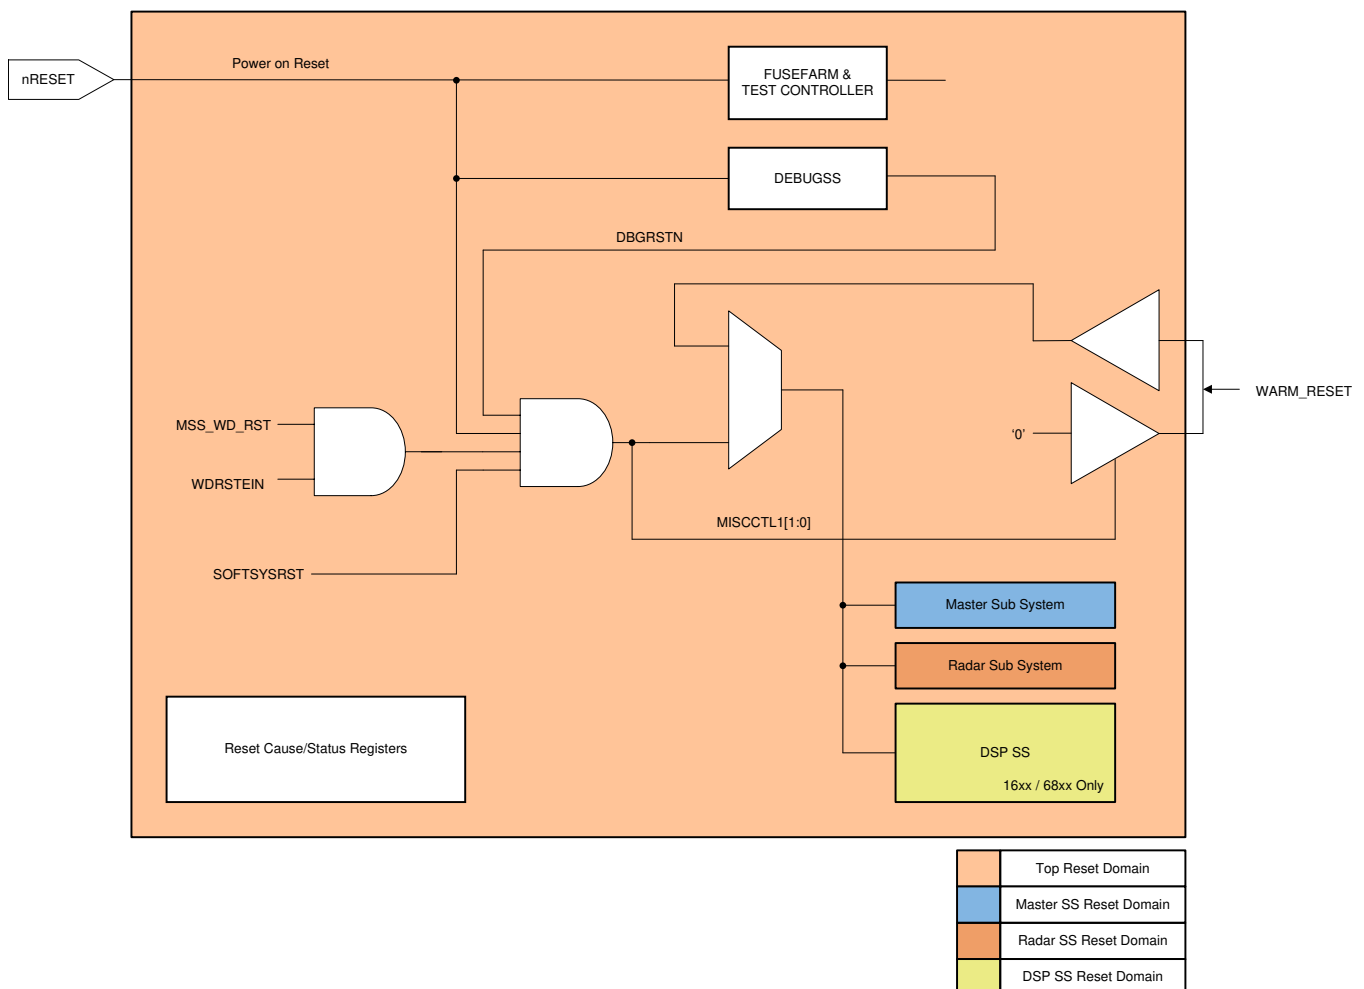 nRESET
Power on Reset
FUSEFARM &
TEST CONTROLLER
DEBUGSS
DBGRSTN
MSS_WD_RST
WDRSTEIN
SOFTSYSRST
‘0’
WARM_RESET
MISCCTL1[1:0]
Master Sub System
Radar Sub System
DSP SS
16xx / 68xx Only
Reset Cause/Status Registers
Top Reset Domain
Master SS Reset Domain
Radar SS Reset Domain
DSP SS Reset Domain